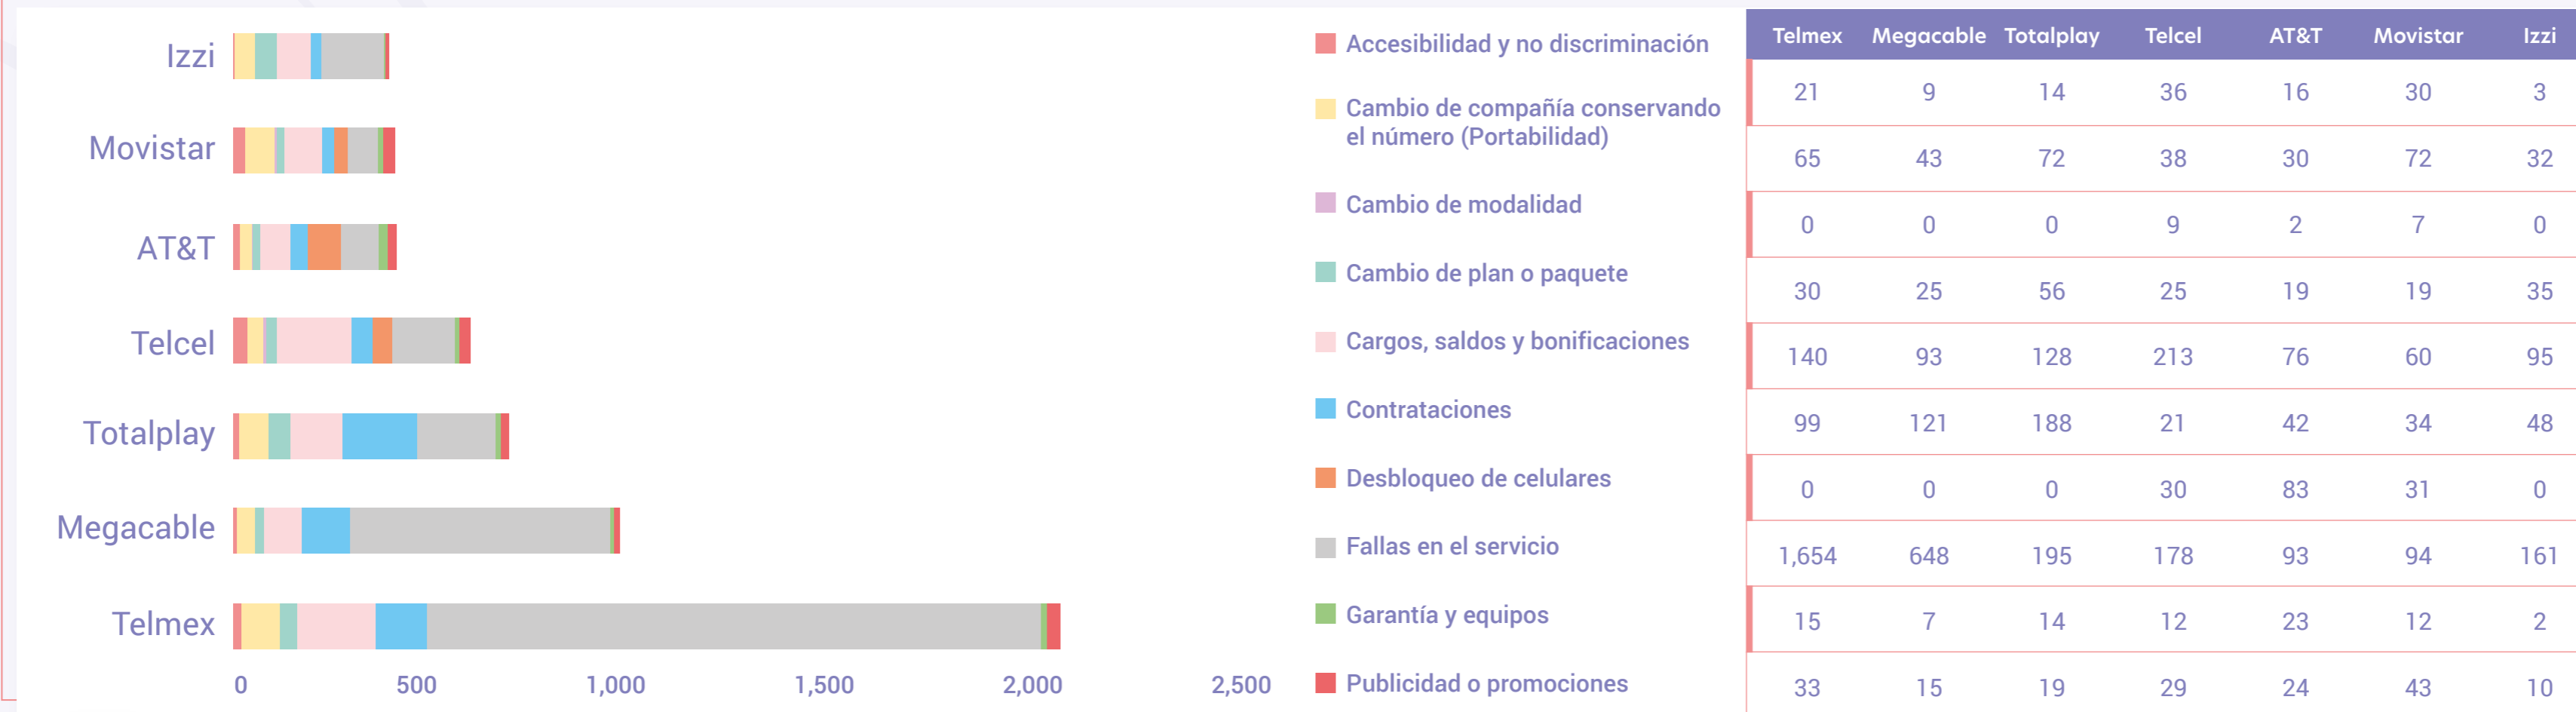 Izzi
Movistar
AT&T
Telcel
Totalplay
Megacable
Telmex
0 500 1,000 1,500 2,000 2,500
Accesibilidad y no discriminación
Cambio de compañía conservando
el número (Portabilidad)
Cambio de modalidad
Cambio de plan o paquete
Cargos, saldos y bonificaciones
Contrataciones
Desbloqueo de celulares
Fallas en el servicio
Garantía y equipos
Publicidad o promociones
Telmex Megacable Totalplay Telcel AT&T Movistar Izzi
21 9 14 36 16 30 3
65 43 72 38 30 72 32
0 0 0 9 2 7 0
30 25 56 25 19 19 35
140 93 128 213 76 60 95
99 121 188 21 42 34 48
0 0 0 30 83 31 0
1,654 648 195 178 93 94 161
15 7 14 12 23 12 2
33 15 19 29 24 43 10